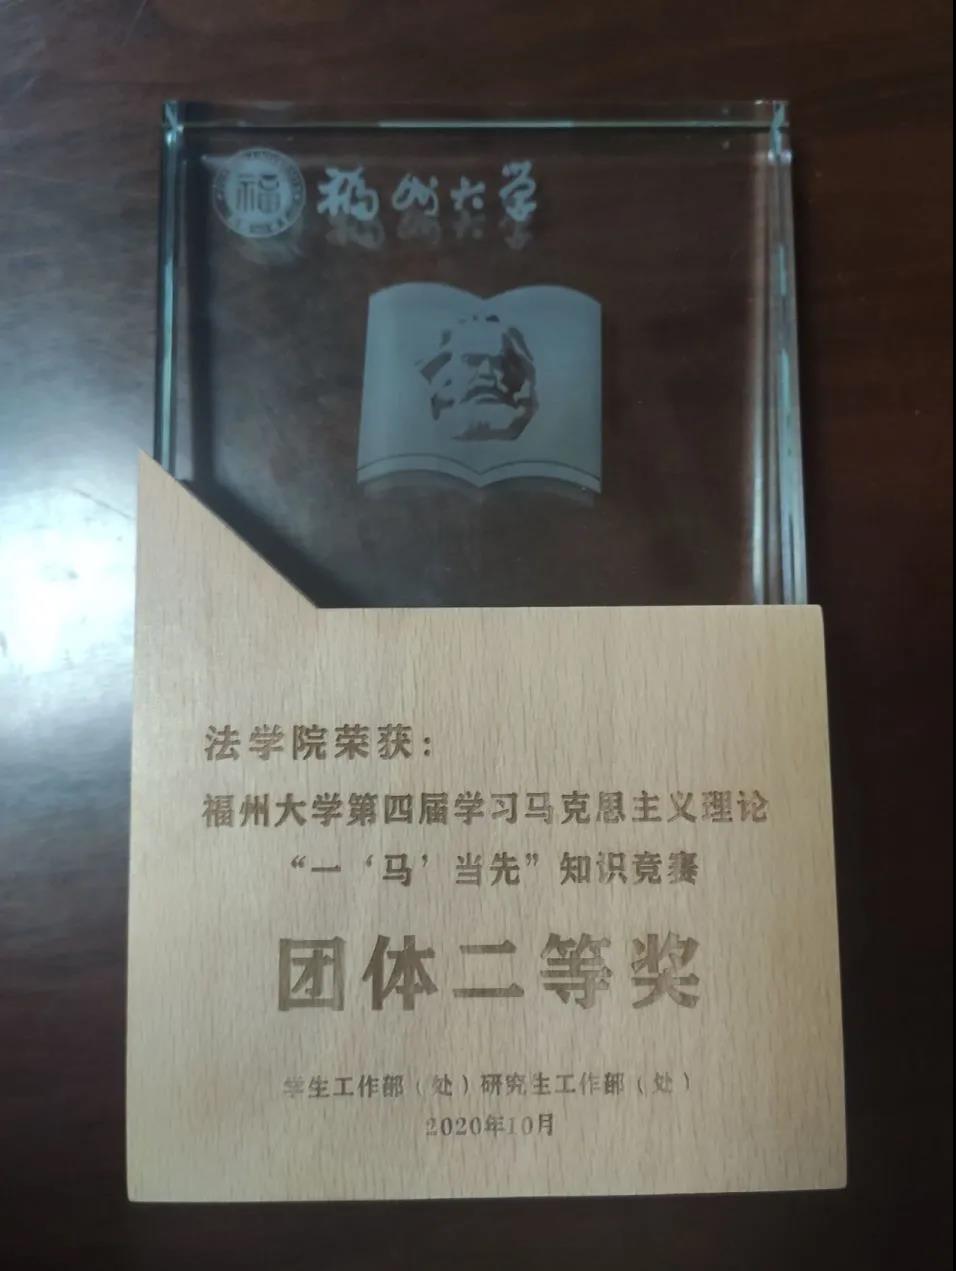 福
福州大学
法学院荣获：
福州大学第四届学习马克思主义理论
“一‘马’当先”知识竞赛
团体二等奖
学生工作部（处）研究生工作部（处）
2020年10月